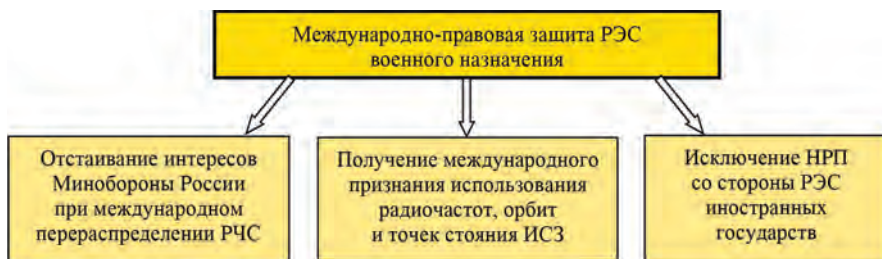 Международно-правовая защита РЭС
военного назначения
Отстаивание интересов
Минобороны России
при международном
перераспределении РЧС
Получение международного
признания использования
радиочастот, орбит
и точек стояния ИСЗ
Исключение НРП
со стороны РЭС
иностранных
государств